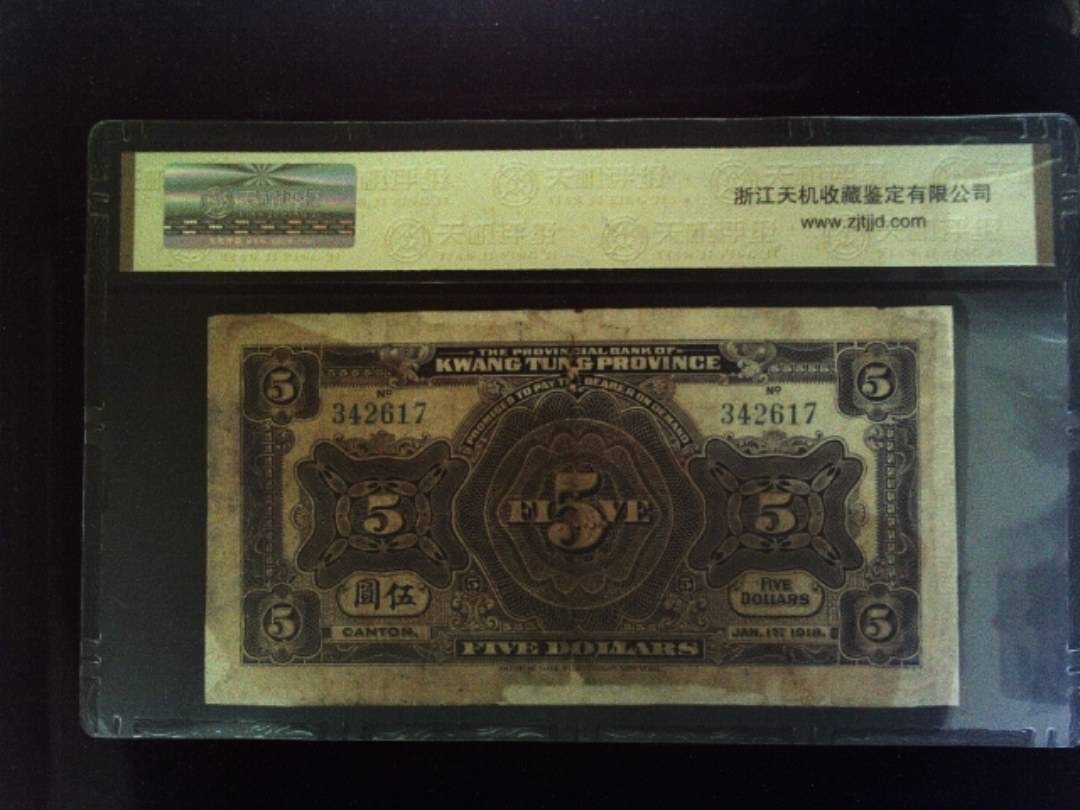 浙江天机收藏鉴定有限公司
www.zjtjjd.com
THE PROVINCIAL BANK OF
KWANG TUNG PROVINCE
PROMISES TO PAY THE BEARER ON DEMAND
5 5
Nº Nº
342617 342617
5 FIVE 5 5
圓伍 5 5 FIVE
DOLLARS
5 5
CANTON, JAN. 1ST 1918.
FIVE DOLLARS